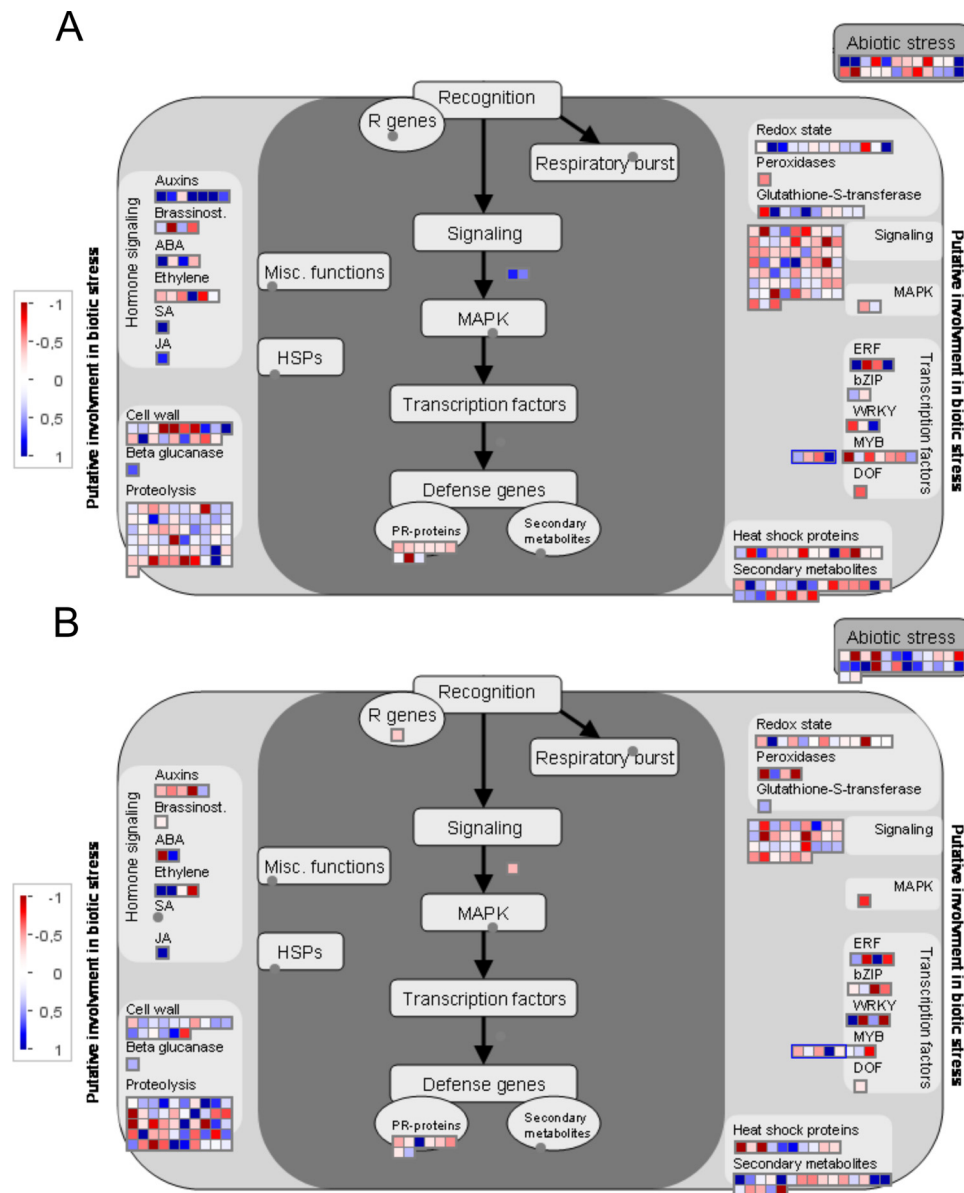 A
Abiotic stress
Recognition
R genes
Respiratory burst
Redox state
Peroxidases
Glutathione-S-transferase
Hormone signaling
Auxins
Brassinost.
ABA
Ethylene
SA
JA
Signaling
Misc. functions
MAPK
HSPs
Transcription factors
Defense genes
PR-proteins
Secondary
metabolites
Signaling
MAPK
ERF
bZIP
WRKY
MYB
DOF
Transcription factors
Putative involvment in biotic stress
-1
-0,5
0
0,5
1
Putative involvment in biotic stress
Cell wall
Beta glucanase
Proteolysis
Heat shock proteins
Secondary metabolites
B
Abiotic stress
Recognition
R genes
Respiratory burst
Redox state
Peroxidases
Glutathione-S-transferase
Hormone signaling
Auxins
Brassinost.
ABA
Ethylene
SA
JA
Signaling
Misc. functions
MAPK
HSPs
Transcription factors
Defense genes
PR-proteins
Secondary
metabolites
Signaling
MAPK
ERF
bZIP
WRKY
MYB
DOF
Transcription factors
Putative involvment in biotic stress
-1
-0,5
0
0,5
1
Putative involvment in biotic stress
Cell wall
Beta glucanase
Proteolysis
Heat shock proteins
Secondary metabolites